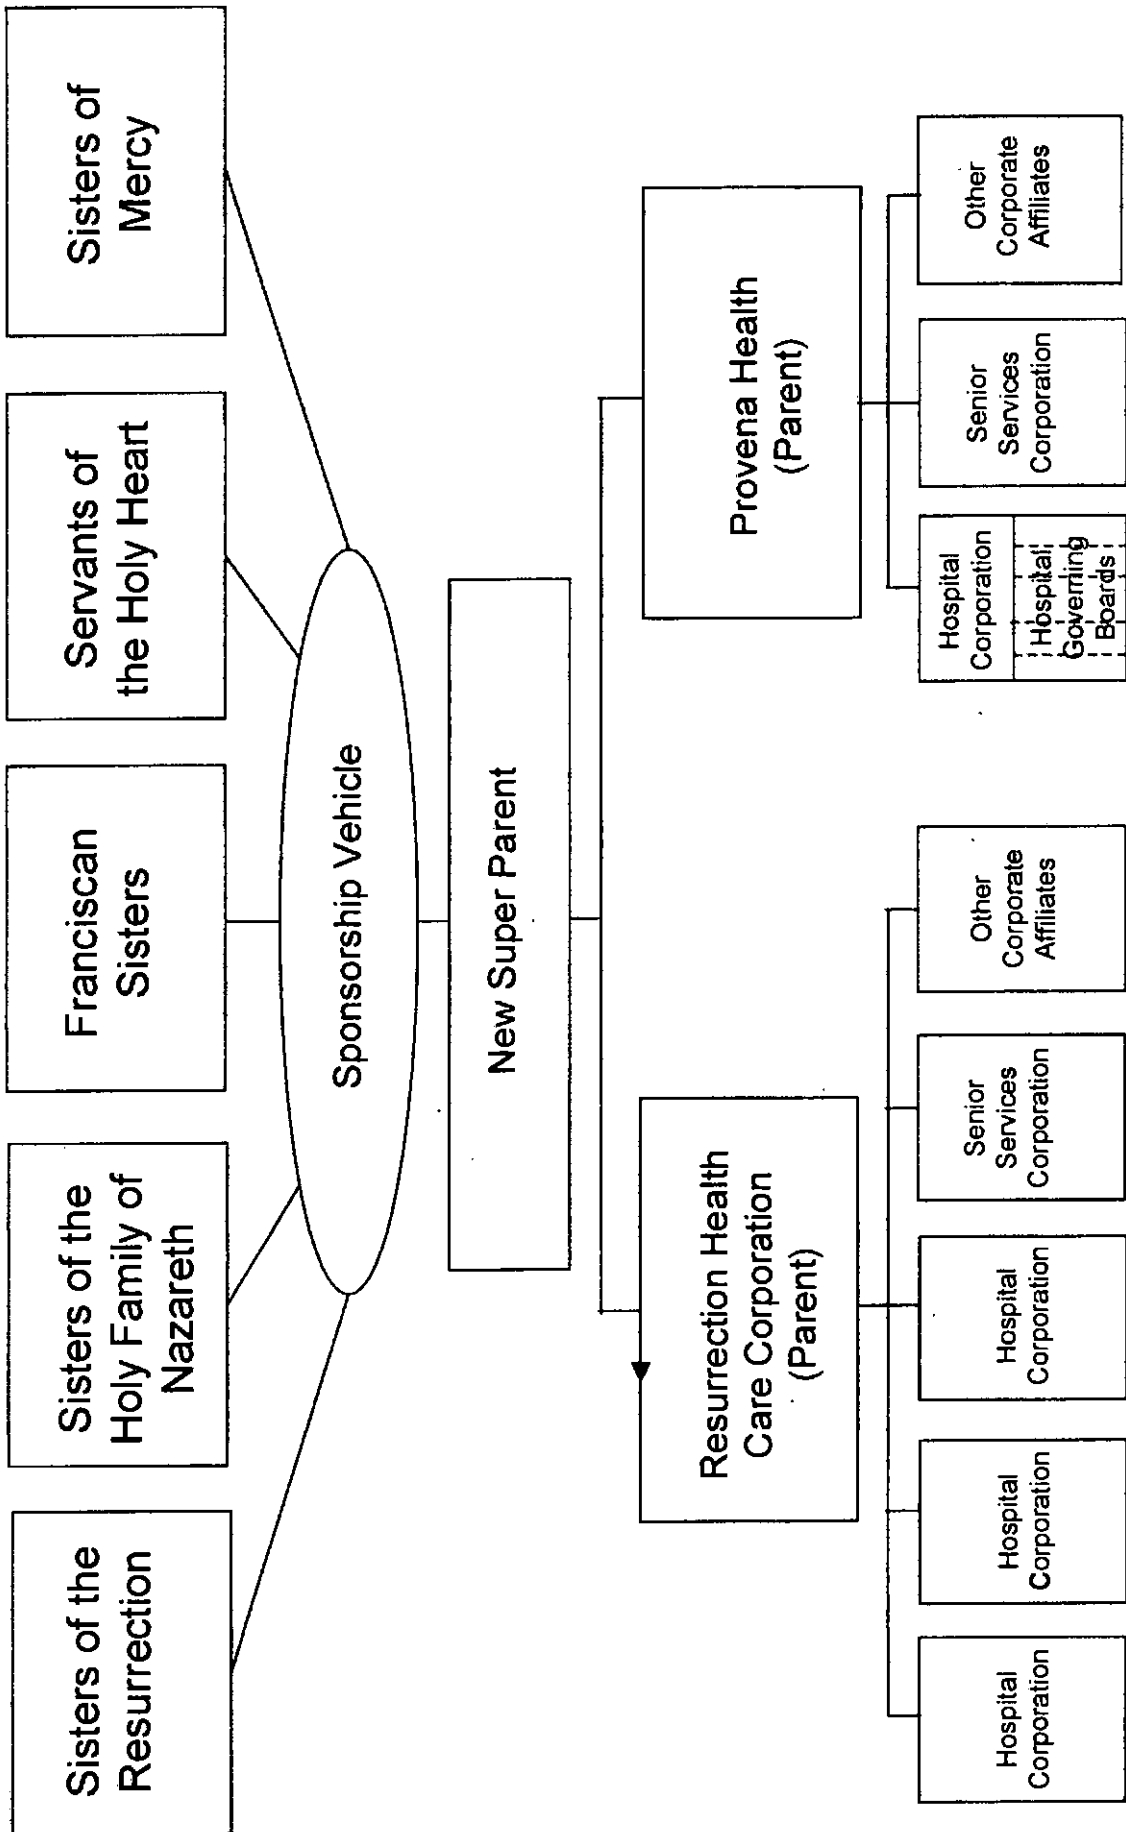 Sisters of the
Resurrection
Sisters of the
Holy Family of
Nazareth
Franciscan
Sisters
Servants of
the Holy Heart
Sisters of
Mercy
Sponsorship Vehicle
New Super Parent
Resurrection Health
Care Corporation
(Parent)
Provena Health
(Parent)
Hospital
Corporation
Hospital
Corporation
Hospital
Corporation
Senior
Services
Corporation
Other
Corporate
Affiliates
Hospital
Corporation
Hospital
Governing
Boards
Senior
Services
Corporation
Other
Corporate
Affiliates